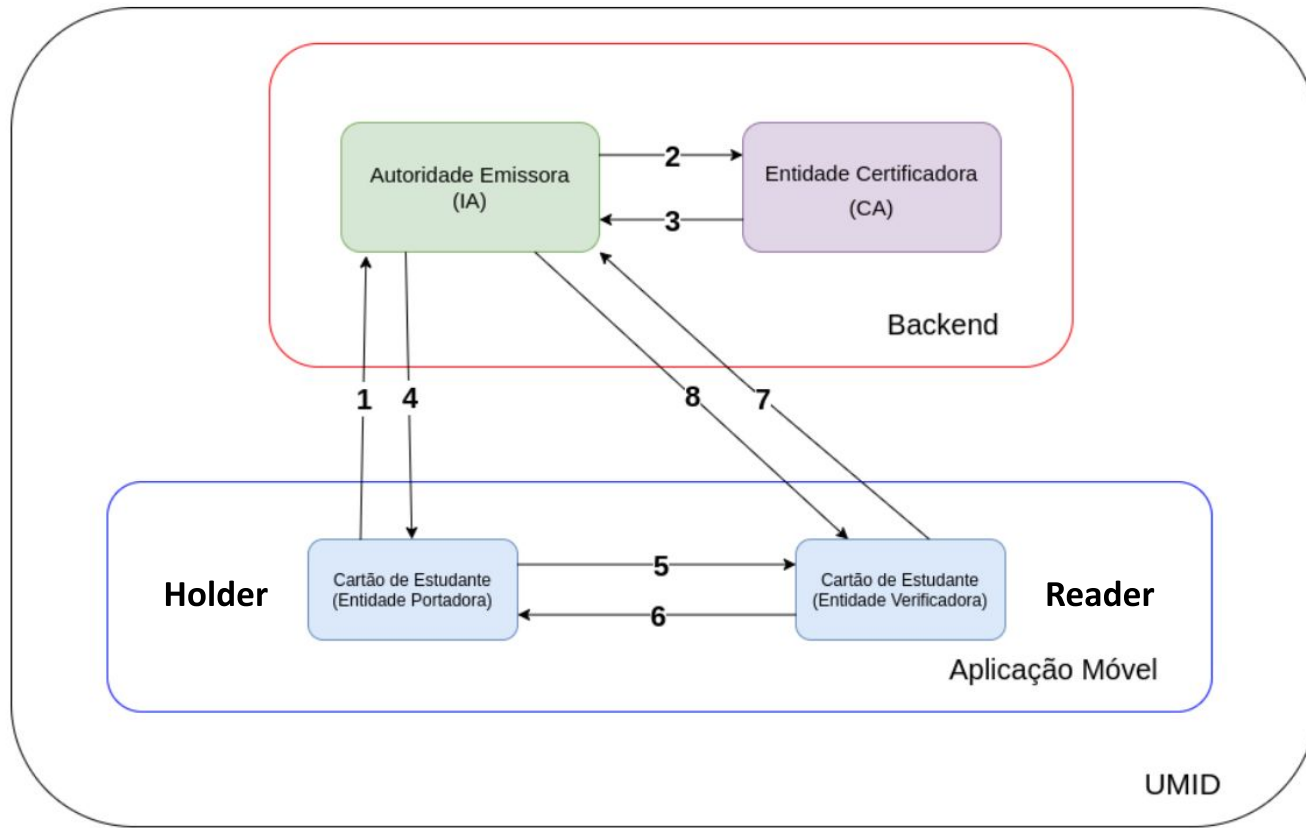 Autoridade Emissora
(IA)
2
Entidade Certificadora
(CA)
3
Backend
1
4
8
7
Holder
Cartão de Estudante
(Entidade Portadora)
5
6
Cartão de Estudante
(Entidade Verificadora)
Reader
Aplicação Móvel
UMID